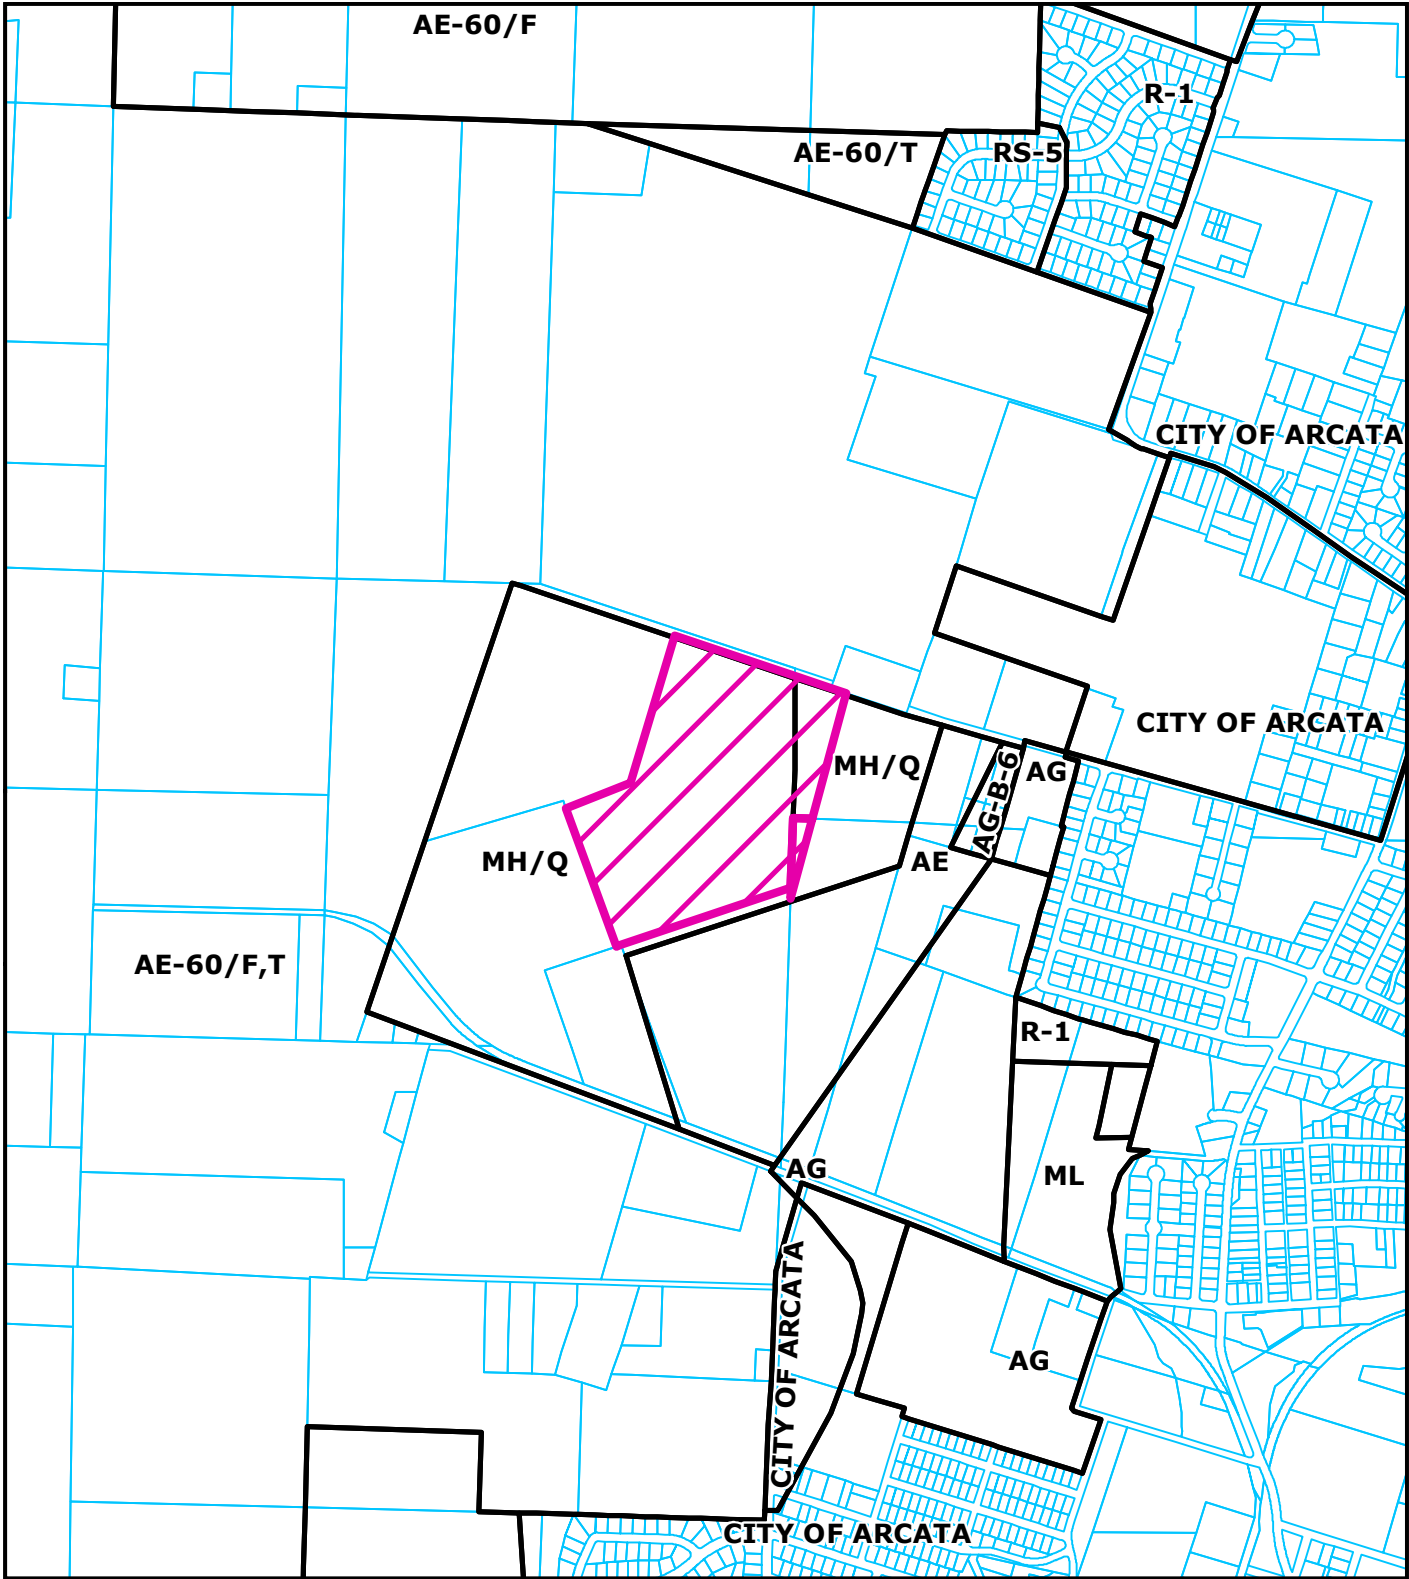 AE-60/F
R-1
AE-60/T
RS-5
CITY OF ARCATA
CITY OF ARCATA
MH/Q
AG-B-6
AG
MH/Q
AE
AE-60/F,T
R-1
AG
ML
CITY OF ARCATA
AG
CITY OF ARCATA